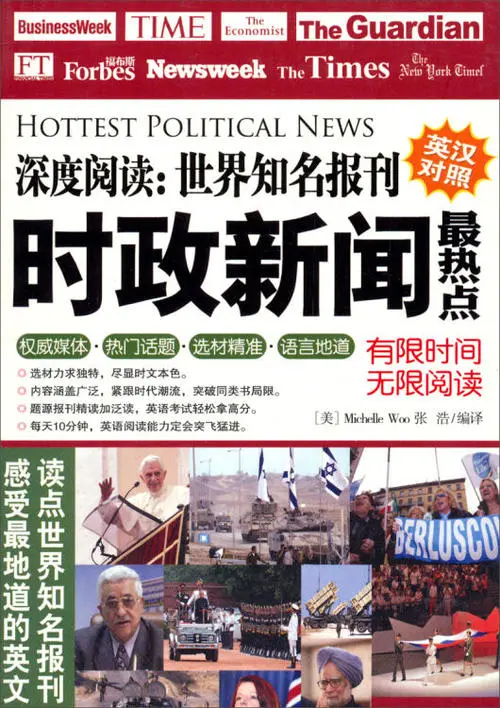 BusinessWeek
TIME
The Economist
The Guardian
FT
FINANCIAL TIMES
Forbes
福布斯
Newsweek
The Times
The New York Times
HOTTEST POLITICAL NEWS
英汉
对照
深度阅读：世界知名报刊
时政新闻
最热点
权威媒体·热门话题·选材精准·语言地道
有限时间
无限阅读
选材力求独特，尽显时文本色。
内容涵盖广泛，紧跟时代潮流，突破同类书局限。
题源报刊精读加泛读，英语考试轻松拿高分。
每天10分钟，英语阅读能力定会突飞猛进。
［美］Michelle Woo 张 浩/编译
读点世界知名报刊
感受最地道的英文
BERLUSCO